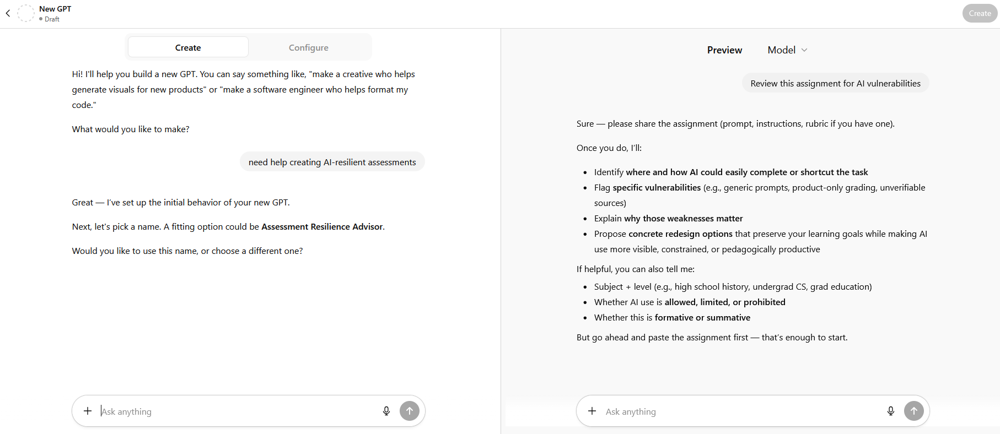 New GPT
Draft
Create
Create
Configure
Hi! I'll help you build a new GPT. You can say something like, "make a creative who helps
generate visuals for new products" or "make a software engineer who helps format my
code."
What would you like to make?
need help creating AI-resilient assessments
Great — I’ve set up the initial behavior of your new GPT.
Next, let's pick a name. A fitting option could be Assessment Resilience Advisor.
Would you like to use this name, or choose a different one?
Ask anything
Preview
Model
Review this assignment for AI vulnerabilities
Sure — please share the assignment (prompt, instructions, rubric if you have one).
Once you do, I’ll:
• Identify where and how AI could easily complete or shortcut the task
• Flag specific vulnerabilities (e.g., generic prompts, product-only grading, unverifiable
sources)
• Explain why those weaknesses matter
• Propose concrete redesign options that preserve your learning goals while making AI
use more visible, constrained, or pedagogically productive
If helpful, you can also tell me:
• Subject + level (e.g., high school history, undergrad CS, grad education)
• Whether AI use is allowed, limited, or prohibited
• Whether this is formative or summative
But go ahead and paste the assignment first — that’s enough to start.
Ask anything